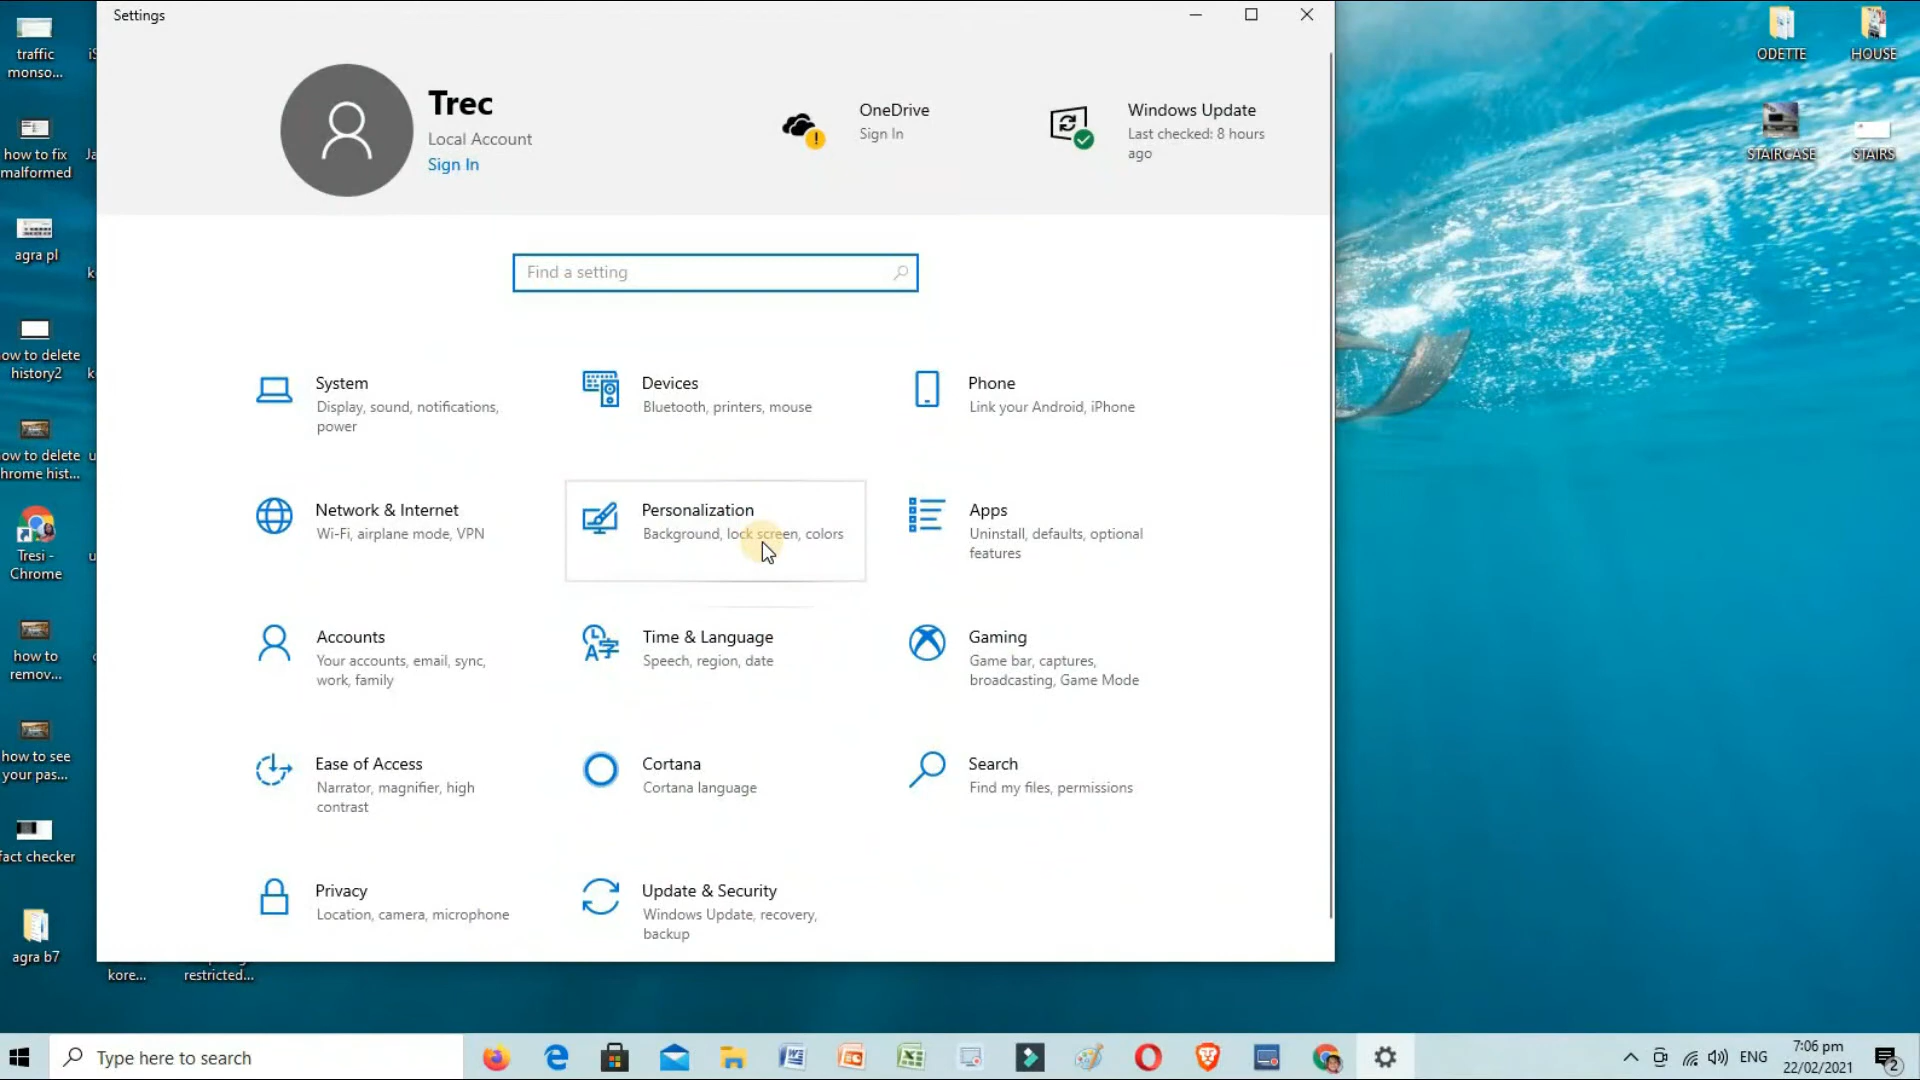 Settings
Trec
Local Account
Sign In
OneDrive
Sign In
Windows Update
Last checked: 8 hours
ago
Find a setting
System
Display, sound, notifications,
power
Devices
Bluetooth, printers, mouse
Phone
Link your Android, iPhone
Network & Internet
Wi-Fi, airplane mode, VPN
Personalization
Background, lock screen, colors
Apps
Uninstall, defaults, optional
features
Accounts
Your accounts, email, sync,
work, family
Time & Language
Speech, region, date
Gaming
Game bar, captures,
broadcasting, Game Mode
Ease of Access
Narrator, magnifier, high
contrast
Cortana
Cortana language
Search
Find my files, permissions
Privacy
Location, camera, microphone
Update & Security
Windows Update, recovery,
backup
traffic
monso...
how to fix
malformed
agra pl
ow to delete
history2
ow to delete
hrome hist...
Tresi -
Chrome
how to
remov...
how to see
your pas...
fact checker
agra b7
kore...
restricted...
ODETTE
HOUSE
STAIRCASE
STAIRS
Type here to search
ENG
7:06 pm
22/02/2021
2